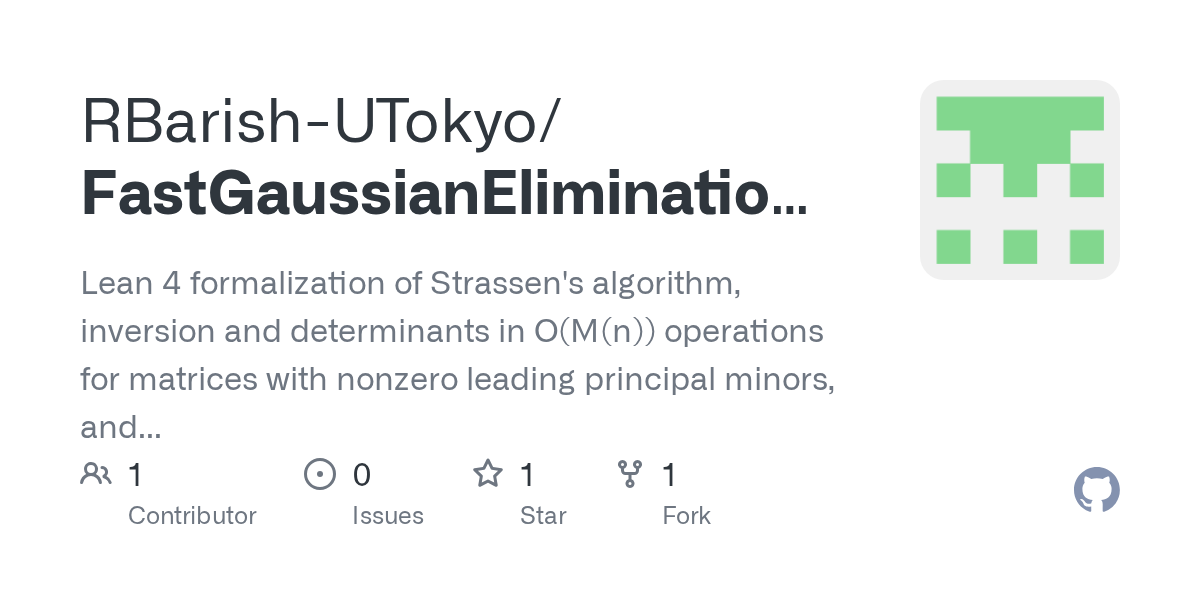 RBarish-UTokyo/
FastGaussianEliminatio...
Lean 4 formalization of Strassen's algorithm,
inversion and determinants in O(M(n)) operations
for matrices with nonzero leading principal minors,
and...
1 0 1 1
Contributor Issues Star Fork